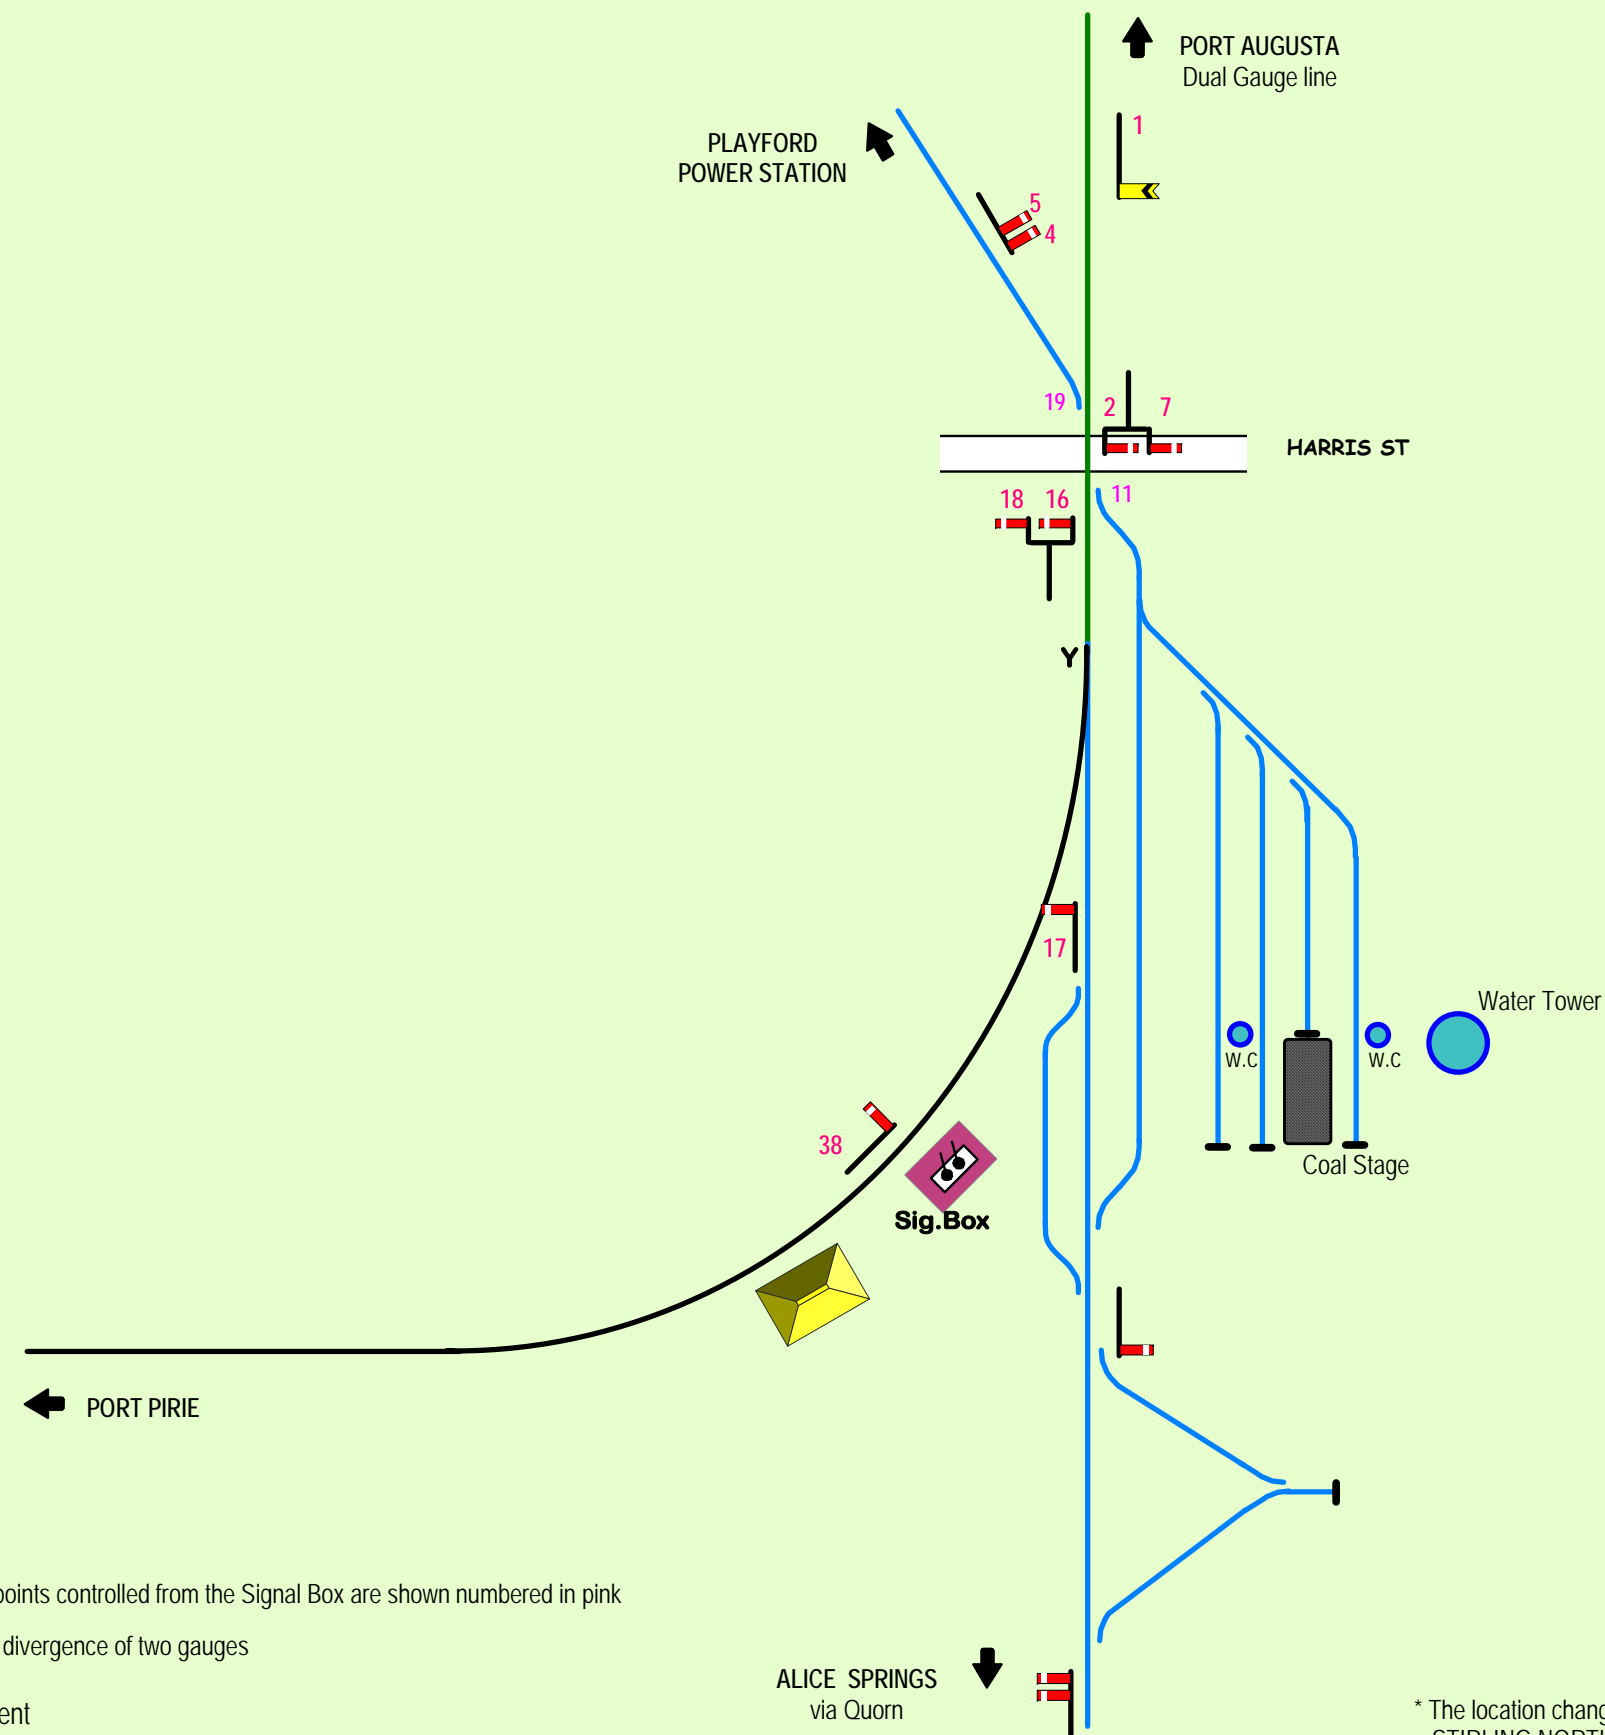 PORT AUGUSTA
Dual Gauge line
1
PLAYFORD
POWER STATION
5
4
19
2
7
HARRIS ST
18
16
11
Y
17
Water Tower
W.C
W.C
38
Coal Stage
Sig.Box
PORT PIRIE
points controlled from the Signal Box are shown numbered in pink
divergence of two gauges
ALICE SPRINGS
via Quorn
* The location chang